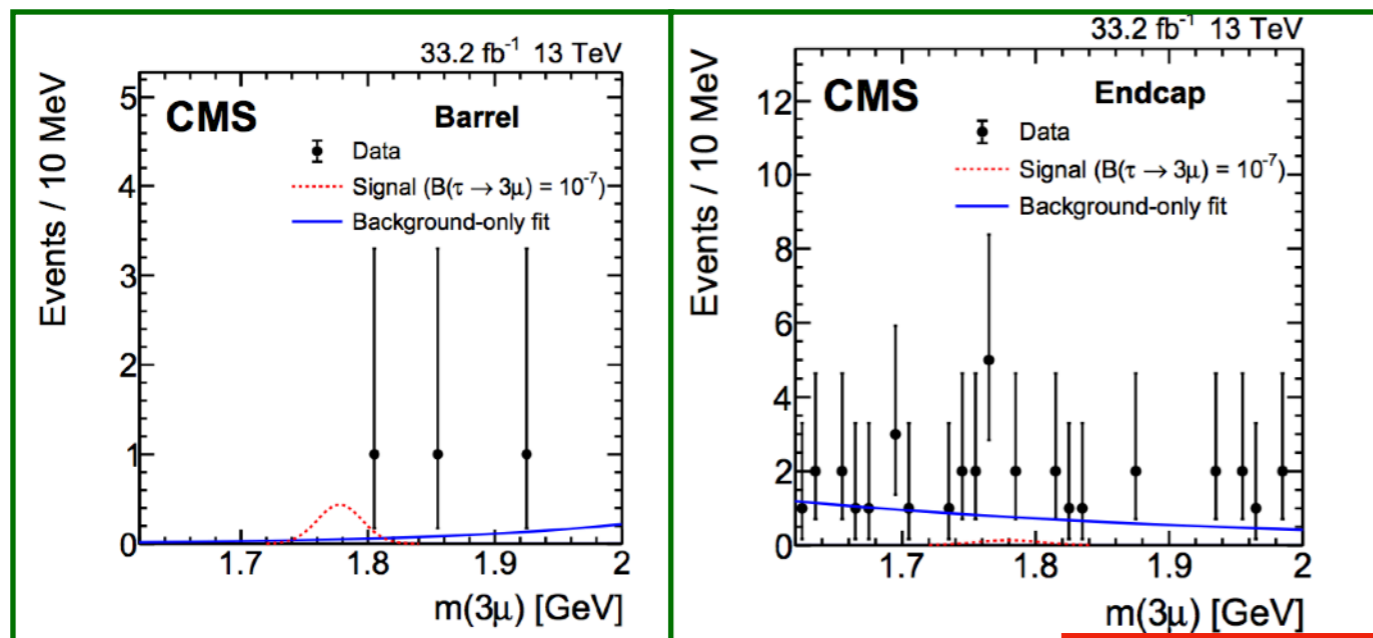 33.2 fb⁻¹ 13 TeV
CMS
Barrel
Data
Signal (B(τ → 3μ) = 10⁻⁷)
Background-only fit
Events / 10 MeV
5
4
3
2
1
0
1.7 1.8 1.9 2
m(3μ) [GeV]
33.2 fb⁻¹ 13 TeV
CMS
Endcap
Data
Signal (B(τ → 3μ) = 10⁻⁷)
Background-only fit
Events / 10 MeV
12
10
8
6
4
2
0
1.7 1.8 1.9 2
m(3μ) [GeV]